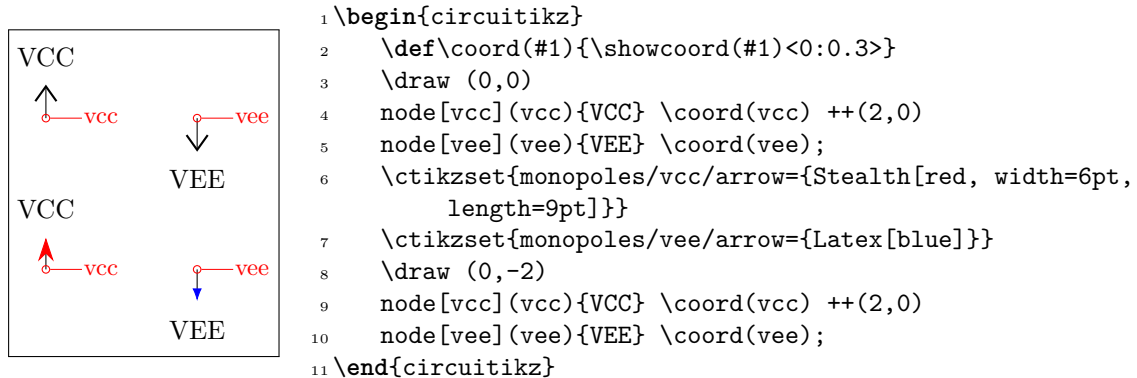 VCC
vcc
vee
VEE
VCC
vcc
vee
VEE
1 \begin{circuitikz}
2     \def\coord(#1){\showcoord(#1)<0:0.3>}
3     \draw (0,0)
4     node[vcc](vcc){VCC} \coord(vcc) ++(2,0)
5     node[vee](vee){VEE} \coord(vee);
6     \ctikzset{monopoles/vcc/arrow={Stealth[red, width=6pt,
length=9pt]}}
7     \ctikzset{monopoles/vee/arrow={Latex[blue]}}
8     \draw (0,-2)
9     node[vcc](vcc){VCC} \coord(vcc) ++(2,0)
10     node[vee](vee){VEE} \coord(vee);
11 \end{circuitikz}